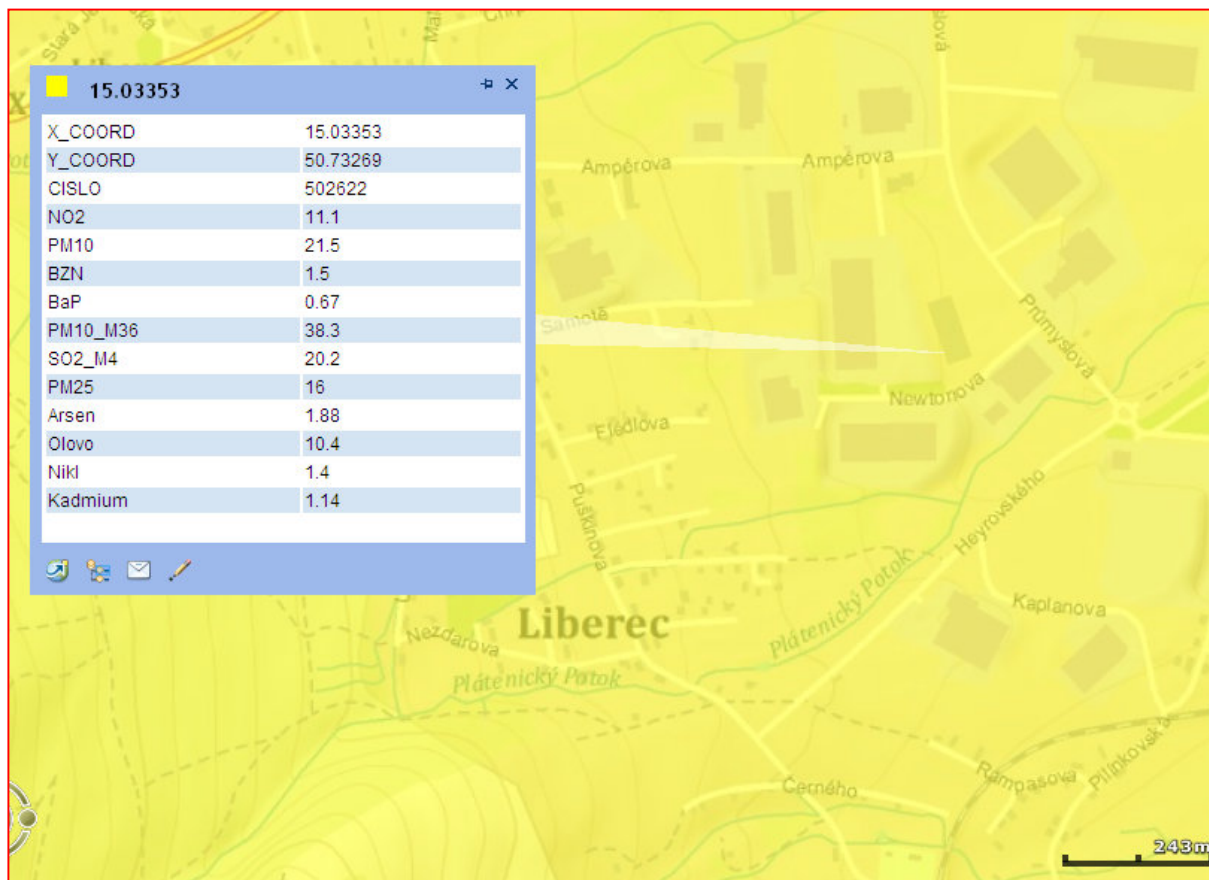 15.03353
X_COORD 15.03353
Y_COORD 50.73269
CISLO 502622
NO2 11.1
PM10 21.5
BZN 1.5
BaP 0.67
PM10_M36 38.3
SO2_M4 20.2
PM25 16
Arsen 1.88
Olovo 10.4
Nikl 1.4
Kadmium 1.14
Stará
Ampérova
Ampérova
Samotě
Průmyslová
Newtonova
Puškinova
Heyrovského
Kaplanova
Liberec
Nezdarova
Plátenický Potok
Plátenický Potok
Černého
Rampasova
Pilínkovská
243m